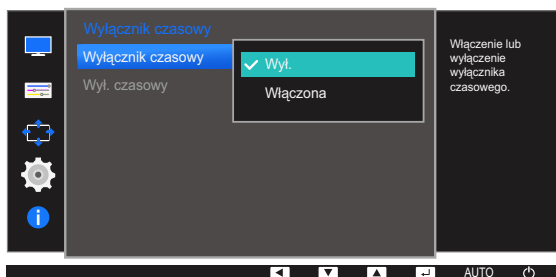 Wyłącznik czasowy
Wyłącznik czasowy
Wył. czasowy
Wył.
Włączona
Włączenie lub
wyłączenie
wyłącznika
czasowego.
AUTO